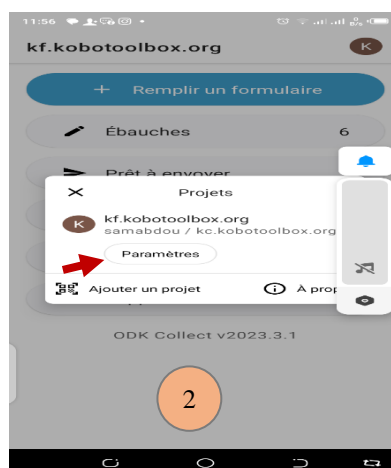 11:56
kf.kobotoolbox.org
K
+ Remplir un formulaire
Ébauches 6
Prêt à envoyer
Projets
K
kf.kobotoolbox.org
samabdou / kc.kobotoolbox.org
Paramètres
Ajouter un projet
À prop
ODK Collect v2023.3.1
2